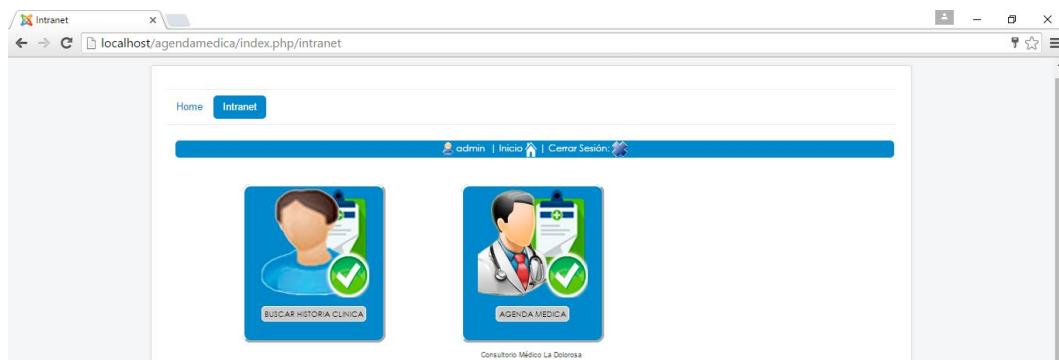 Intranet
localhost/agendamedica/index.php/intranet
Home Intranet
admin | Inicio | Cerrar Sesión:
BUSCAR HISTORIA CLINICA
AGENDA MEDICA
Consultorio Médico La Dolorosa